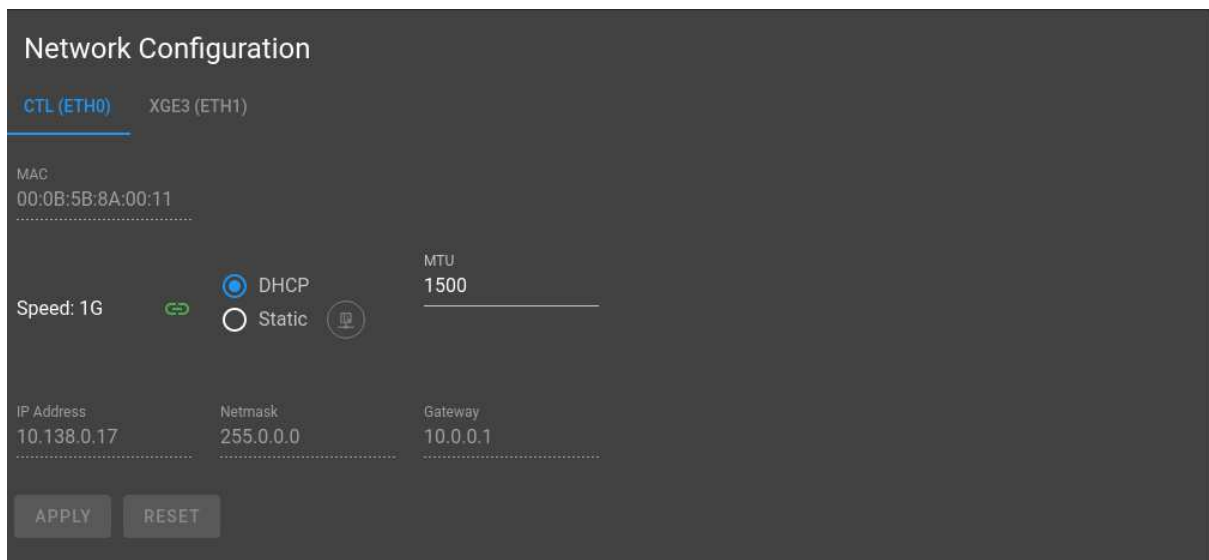 Network Configuration
CTL (ETH0) XGE3 (ETH1)
MAC
00:0B:5B:8A:00:11
MTU
DHCP 1500
Speed: 1G
Static
IP Address Netmask Gateway
10.138.0.17 255.0.0.0 10.0.0.1
APPLY RESET